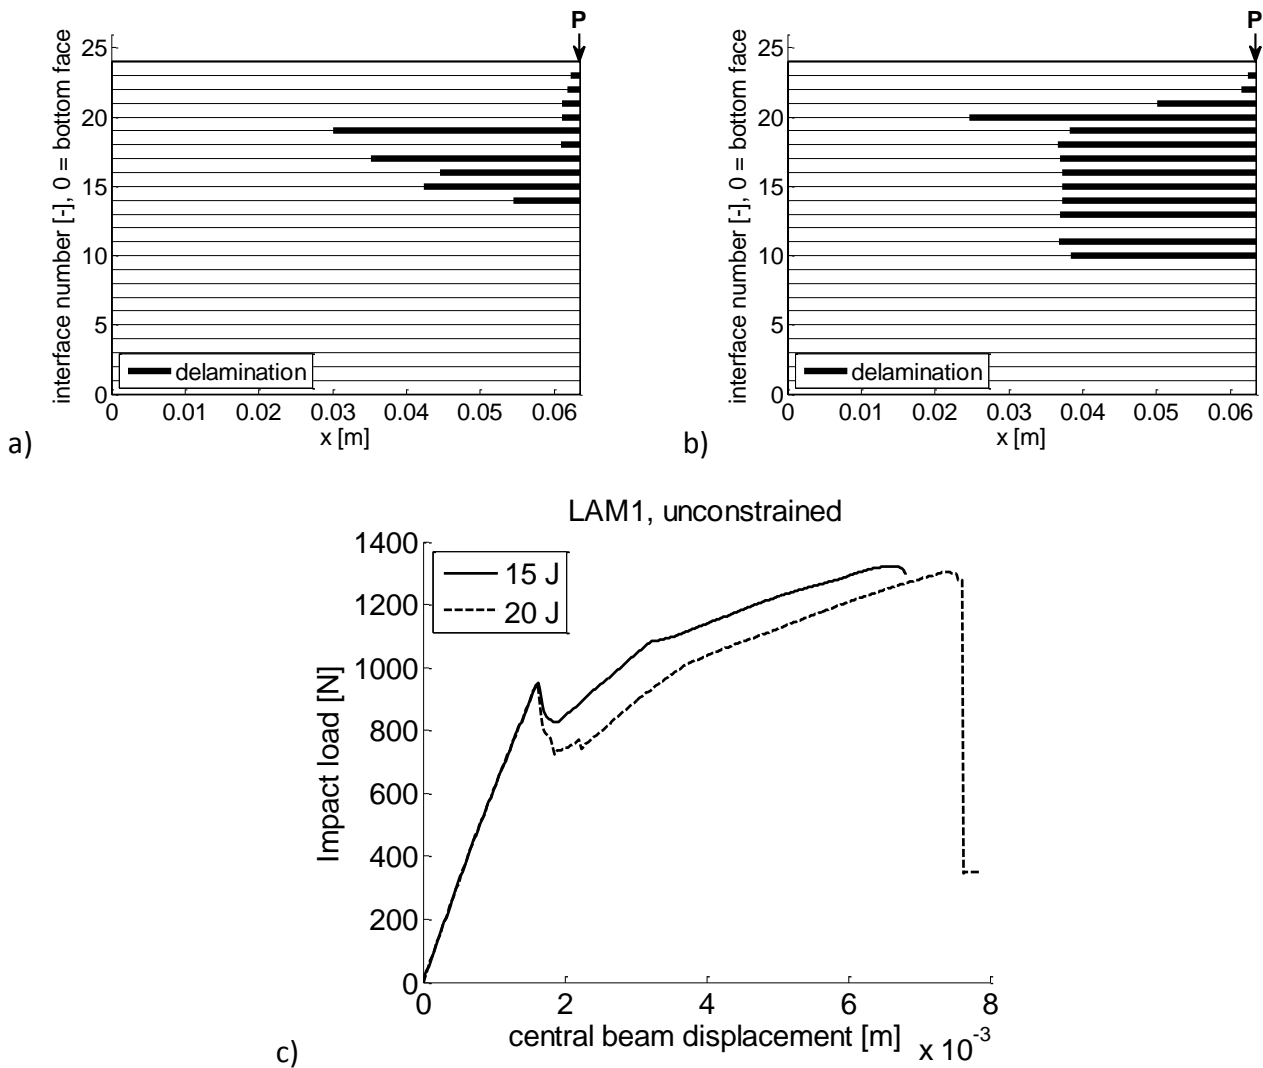 P
interface number [-], 0 = bottom face
25
20
15
10
5
0
delamination
0 0.01 0.02 0.03 0.04 0.05 0.06
x [m]
a)
P
interface number [-], 0 = bottom face
25
20
15
10
5
0
delamination
0 0.01 0.02 0.03 0.04 0.05 0.06
x [m]
b)
LAM1, unconstrained
Impact load [N]
1400
1200
1000
800
600
400
200
0
15 J
20 J
0 2 4 6 8
central beam displacement [m] x 10^-3
c)